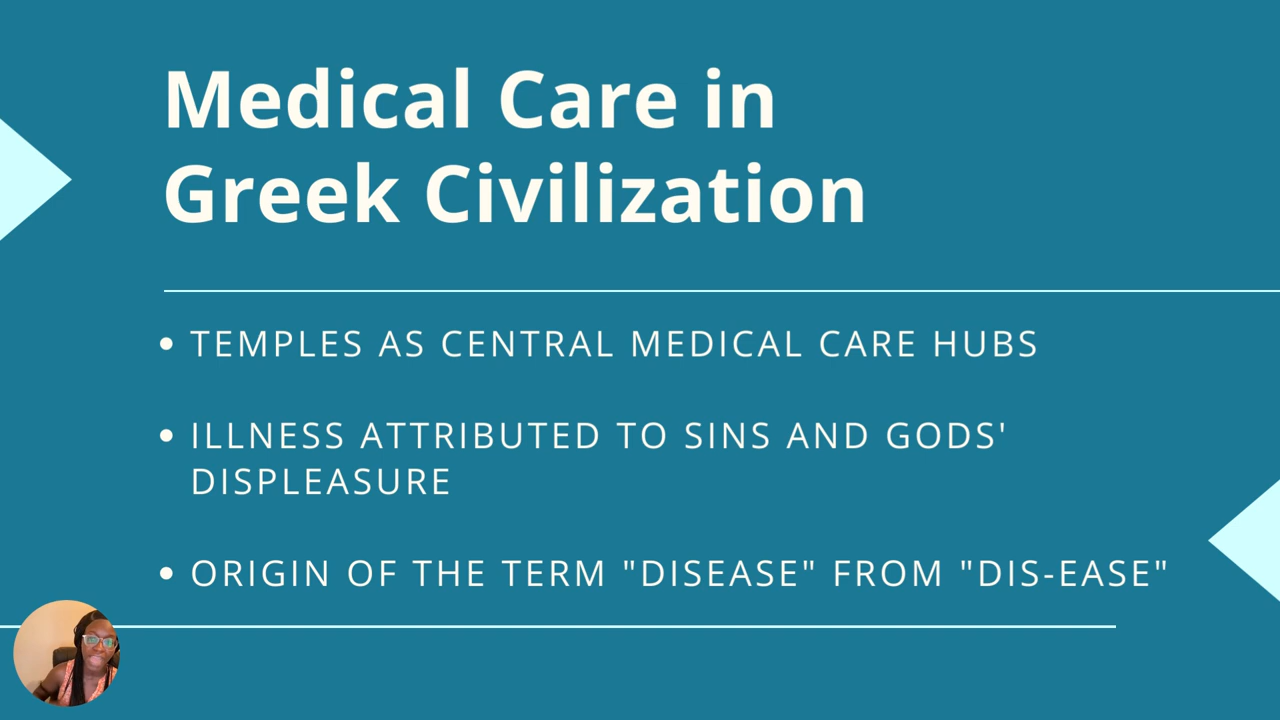 Medical Care in
Greek Civilization
• TEMPLES AS CENTRAL MEDICAL CARE HUBS
• ILLNESS ATTRIBUTED TO SINS AND GODS'
DISPLEASURE
• ORIGIN OF THE TERM "DISEASE" FROM "DIS-EASE"